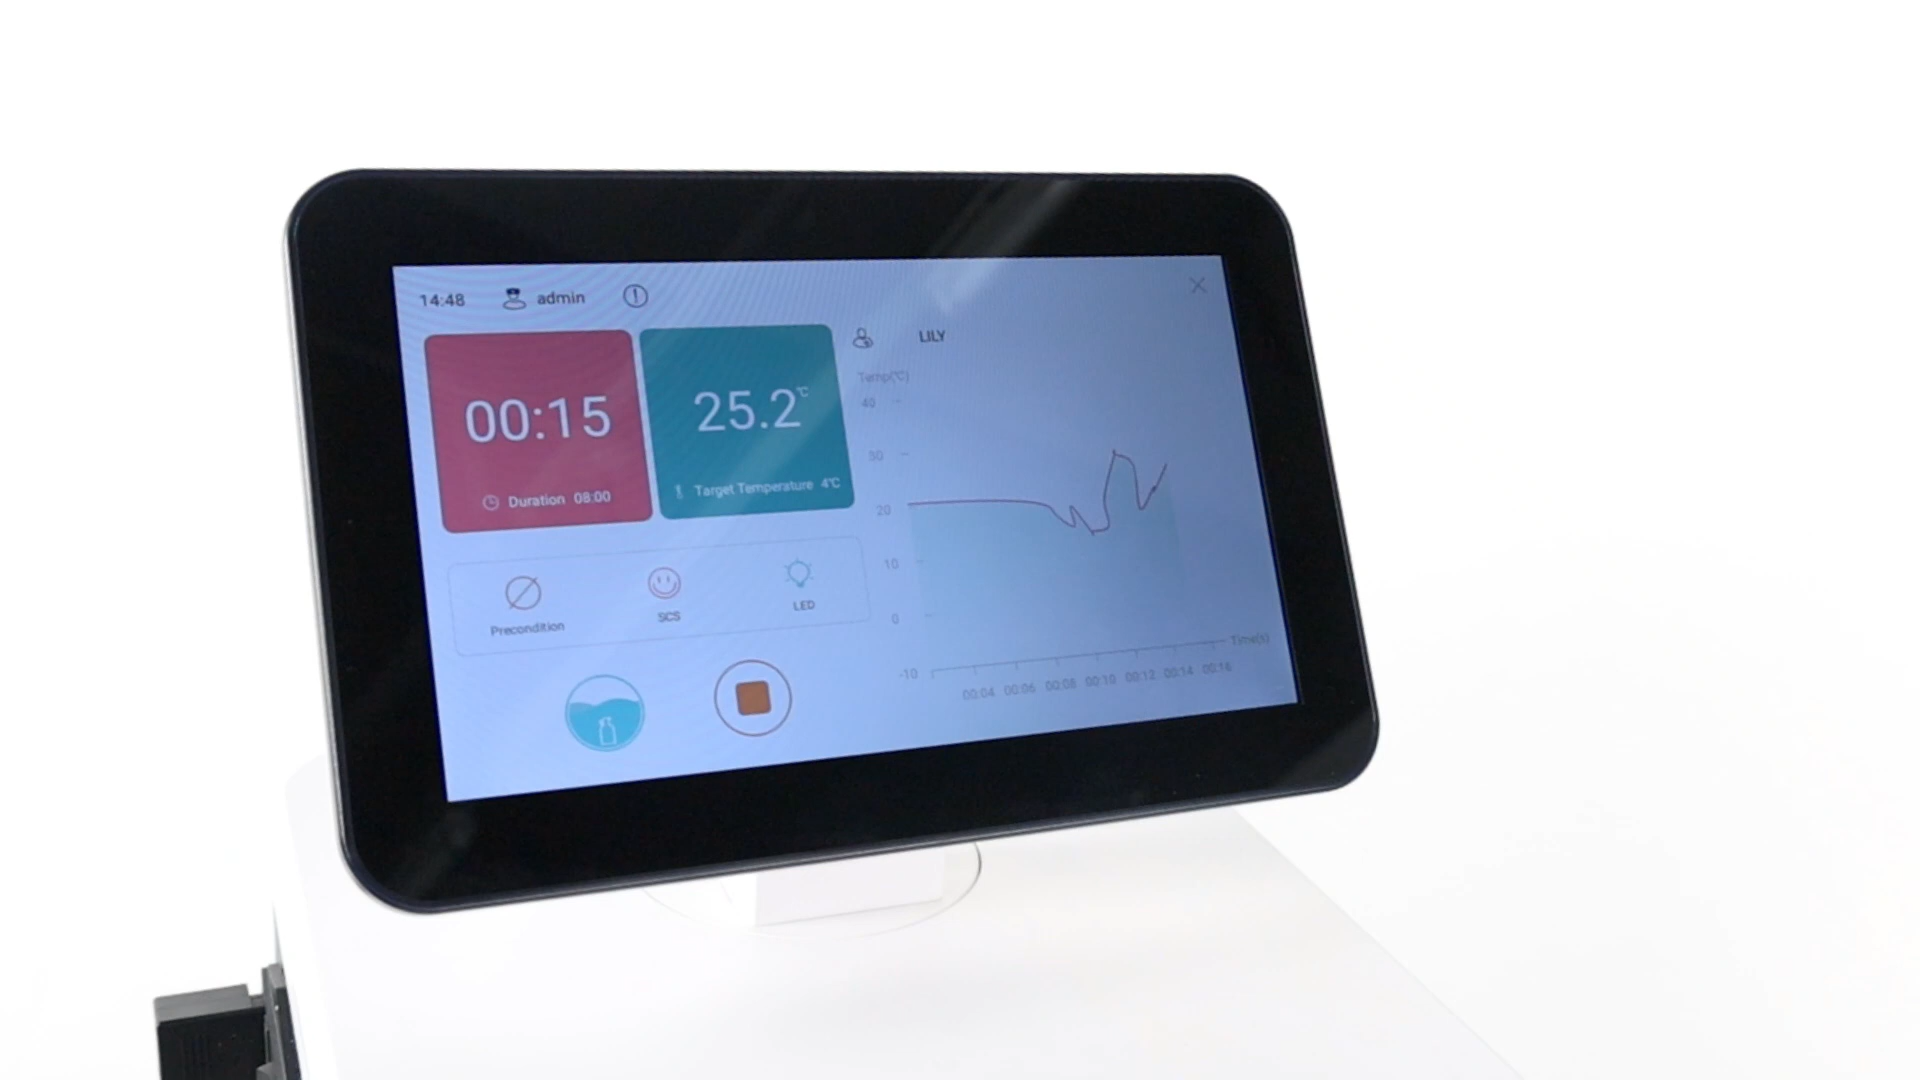 14:48 admin
LILY
00:15
Duration 08:00
25.2℃
Target Temperature 4℃
Precondition
SCS
LED
Temp(℃)
40
30
20
10
0
-10
00:04 00:06 00:08 00:10 00:12 00:14 00:16
Time(s)